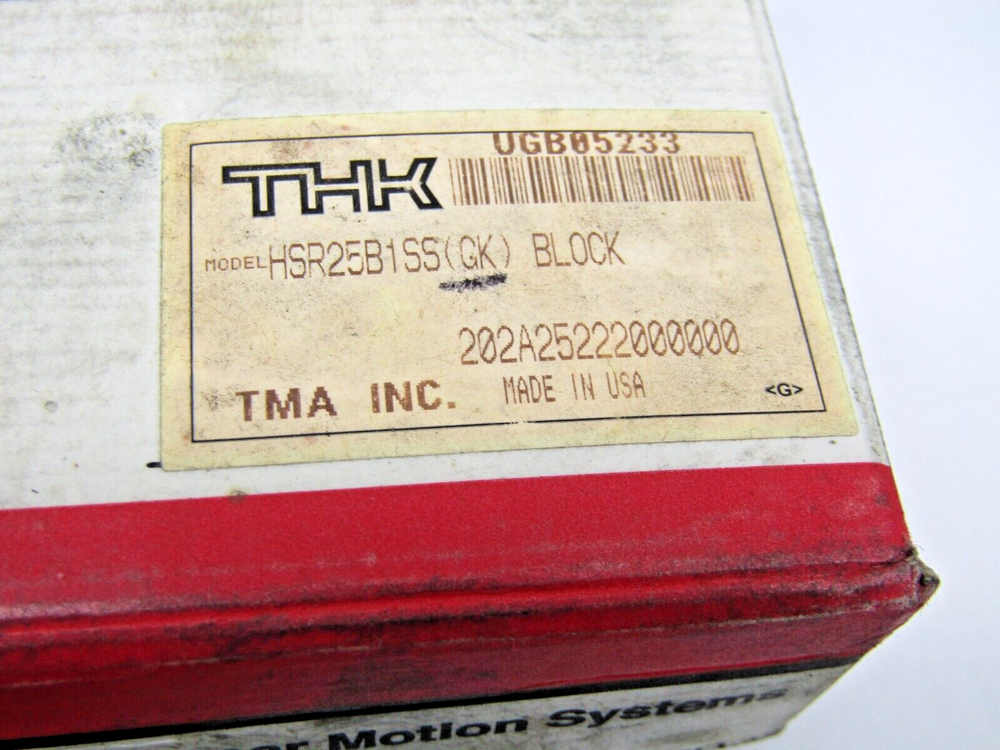 UGB05233
THK
MODEL HSR25B1SS(GK) BLOCK
202A25222000000
TMA INC. MADE IN USA <G>
Motion Systems